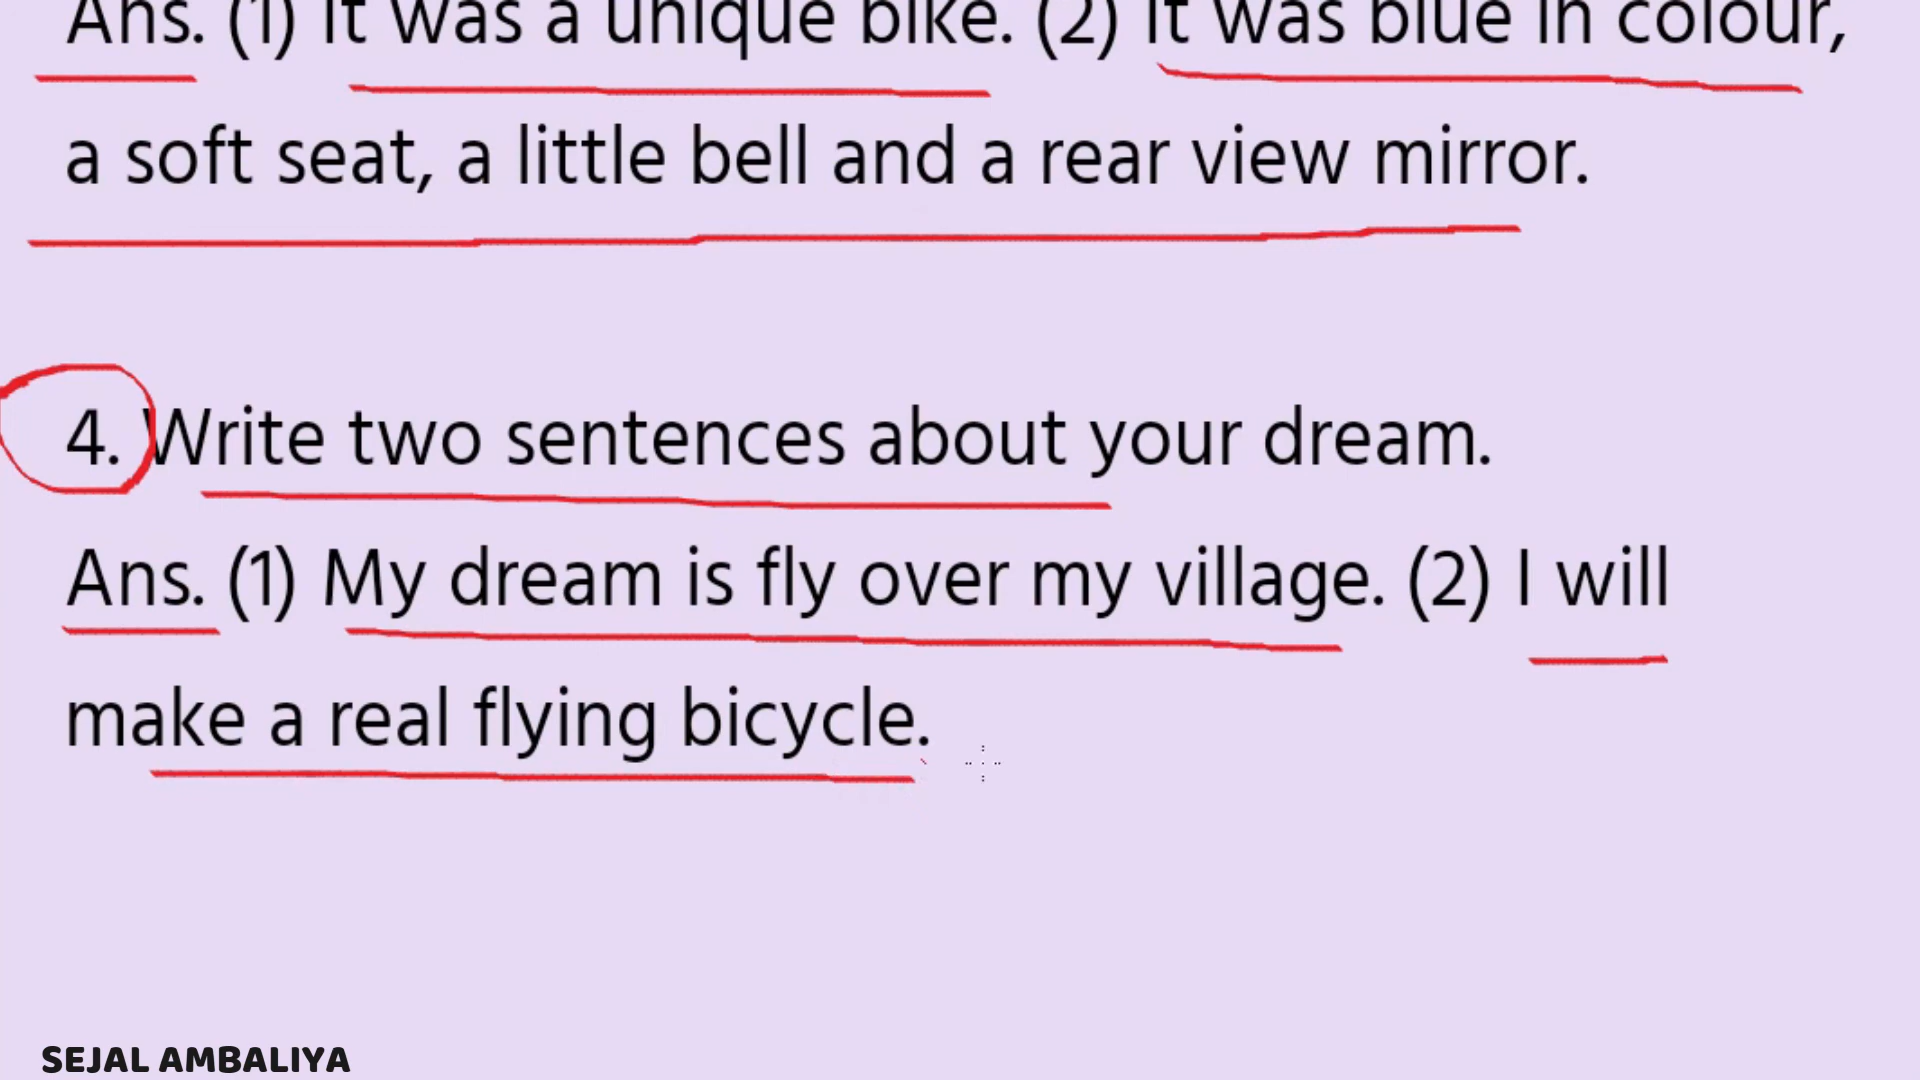 Ans. (1) It was a unique bike. (2) It was blue in colour,
a soft seat, a little bell and a rear view mirror.
4. Write two sentences about your dream.
Ans. (1) My dream is fly over my village. (2) I will
make a real flying bicycle.
SEJAL AMBALIYA